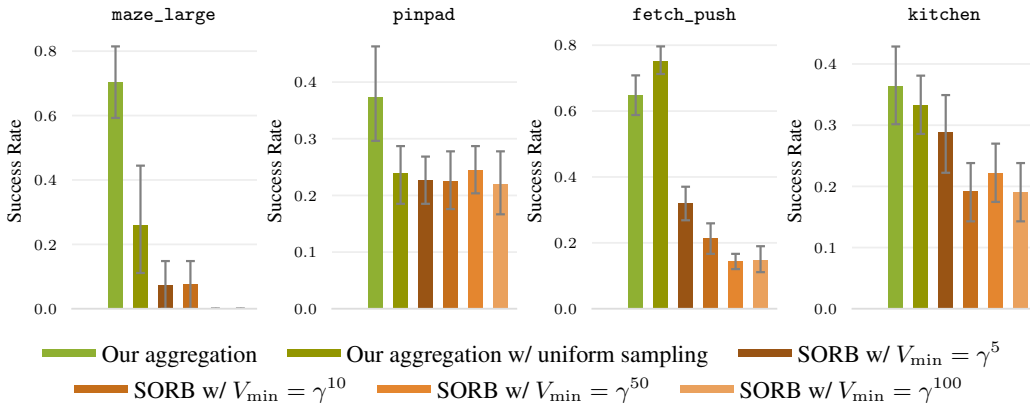 maze_large
pinpad
fetch_push
kitchen
Success Rate
0.8
0.6
0.4
0.2
0.0
Success Rate
0.4
0.3
0.2
0.1
0.0
Success Rate
0.8
0.6
0.4
0.2
0.0
Success Rate
0.4
0.3
0.2
0.1
0.0
Our aggregation
Our aggregation w/ uniform sampling
SORB w/ V_min = γ^5
SORB w/ V_min = γ^10
SORB w/ V_min = γ^50
SORB w/ V_min = γ^100